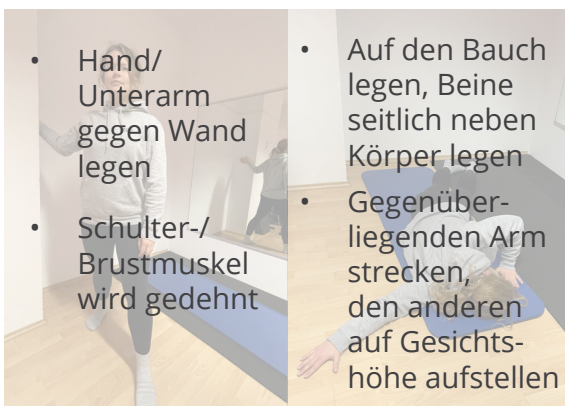 • Hand/
Unterarm
gegen Wand
legen
• Schulter-/
Brustmuskel
wird gedehnt
• Auf den Bauch
legen, Beine
seitlich neben
Körper legen
• Gegenüber-
liegenden Arm
strecken,
den anderen
auf Gesichts-
höhe aufstellen